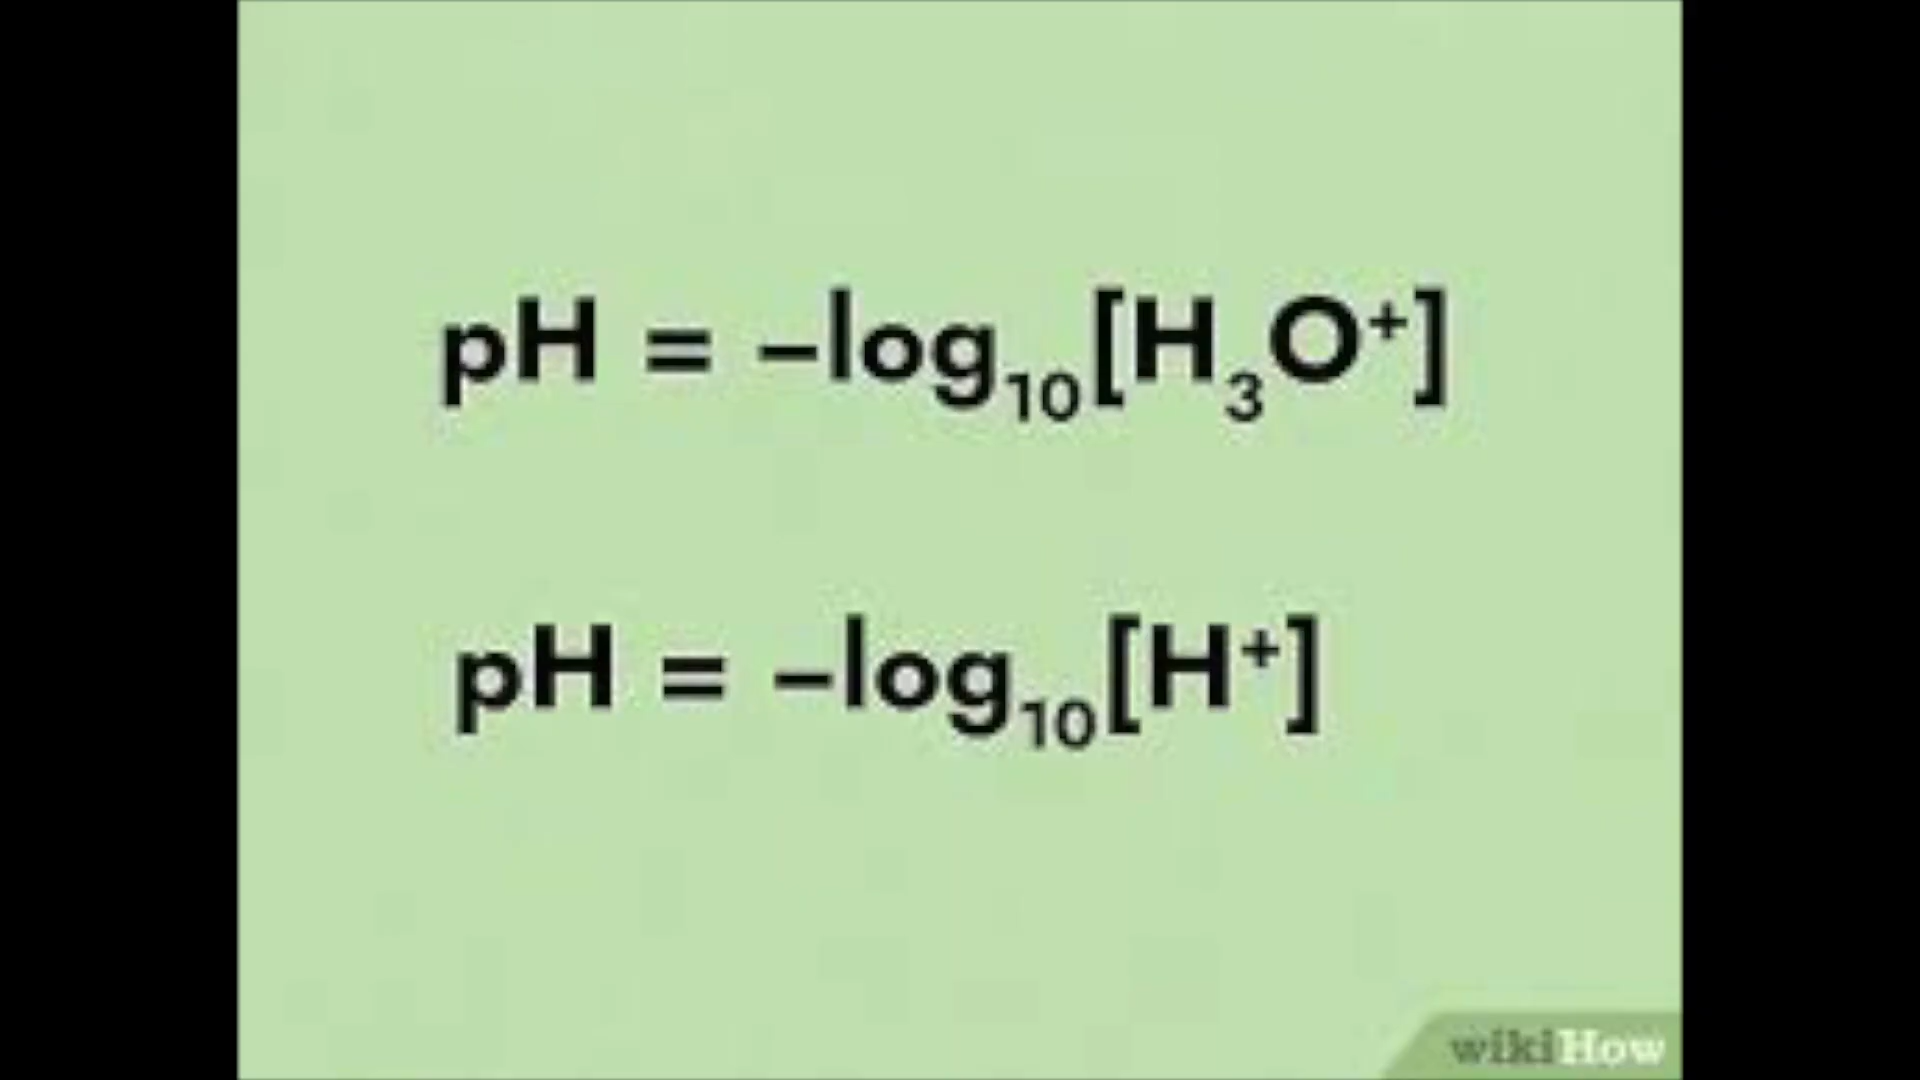 pH = –log₁₀[H₃O⁺]
pH = –log₁₀[H⁺]
wikiHow